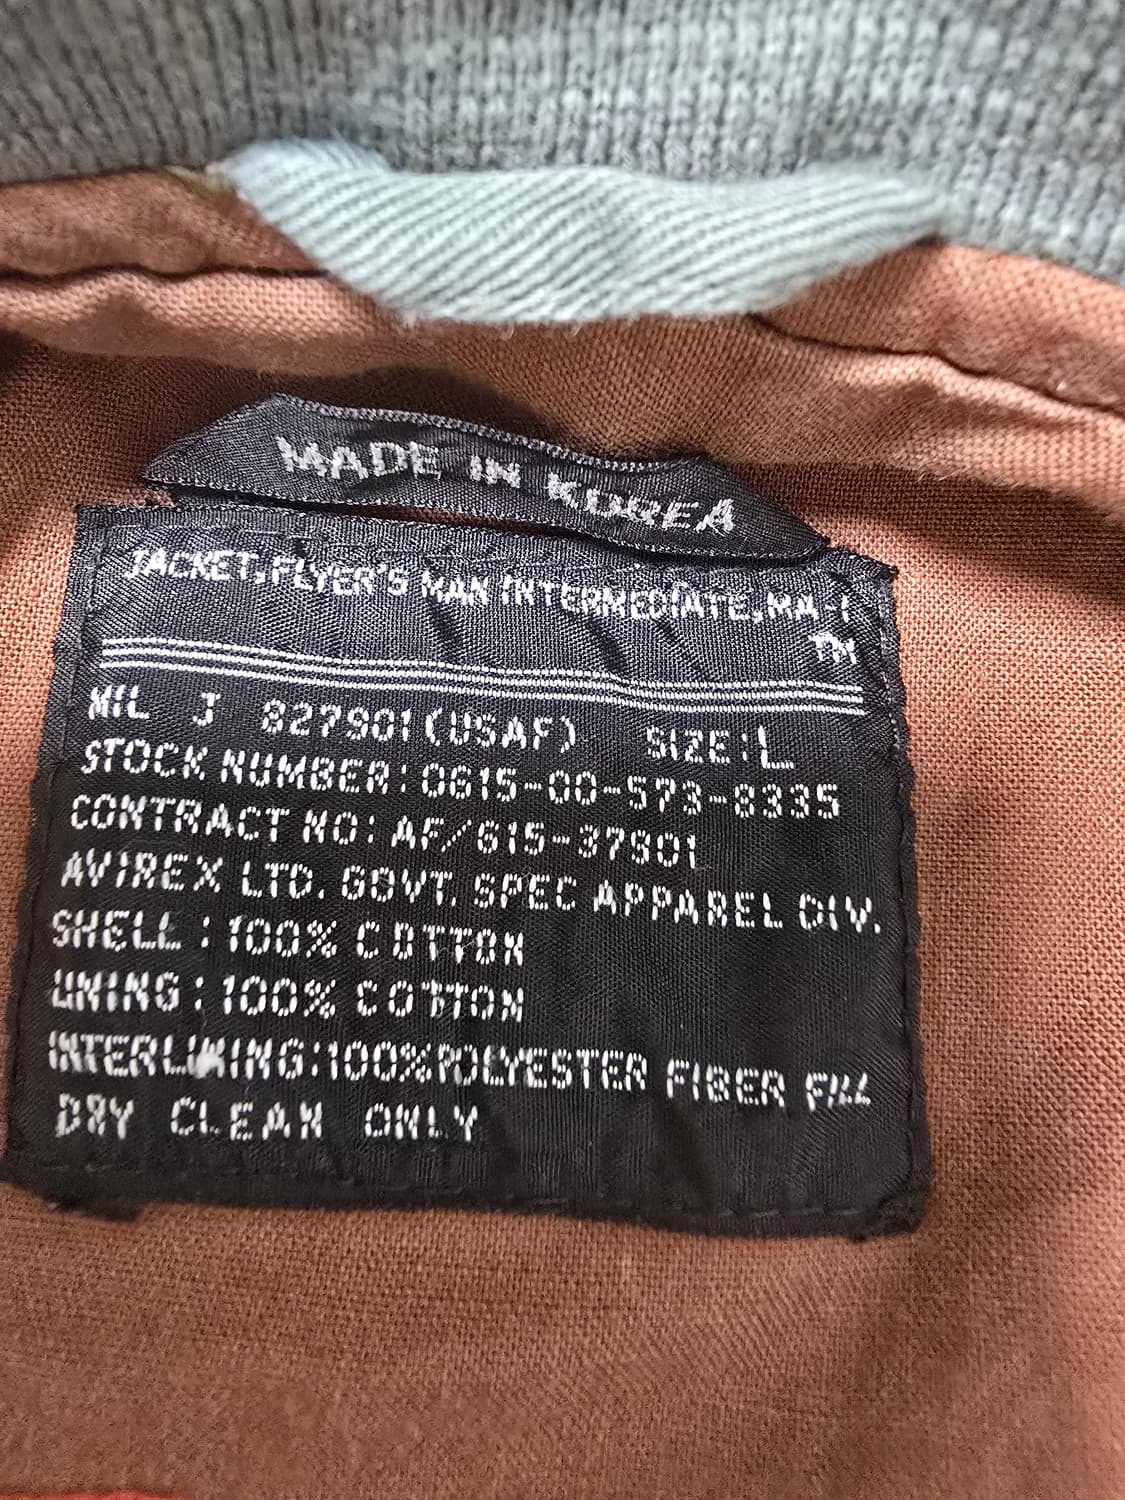 MADE IN KOREA
JACKET, FLYER'S MAN INTERMEDIATE, MA-1
TM
MIL J 827901 (USAF) SIZE: L
STOCK NUMBER: 0615-00-573-8335
CONTRACT NO: AF/615-37901
AVIREX LTD. GOVT. SPEC APPAREL DIV.
SHELL : 100% COTTON
LINING : 100% COTTON
INTERLINING: 100% POLYESTER FIBER FILL
DRY CLEAN ONLY